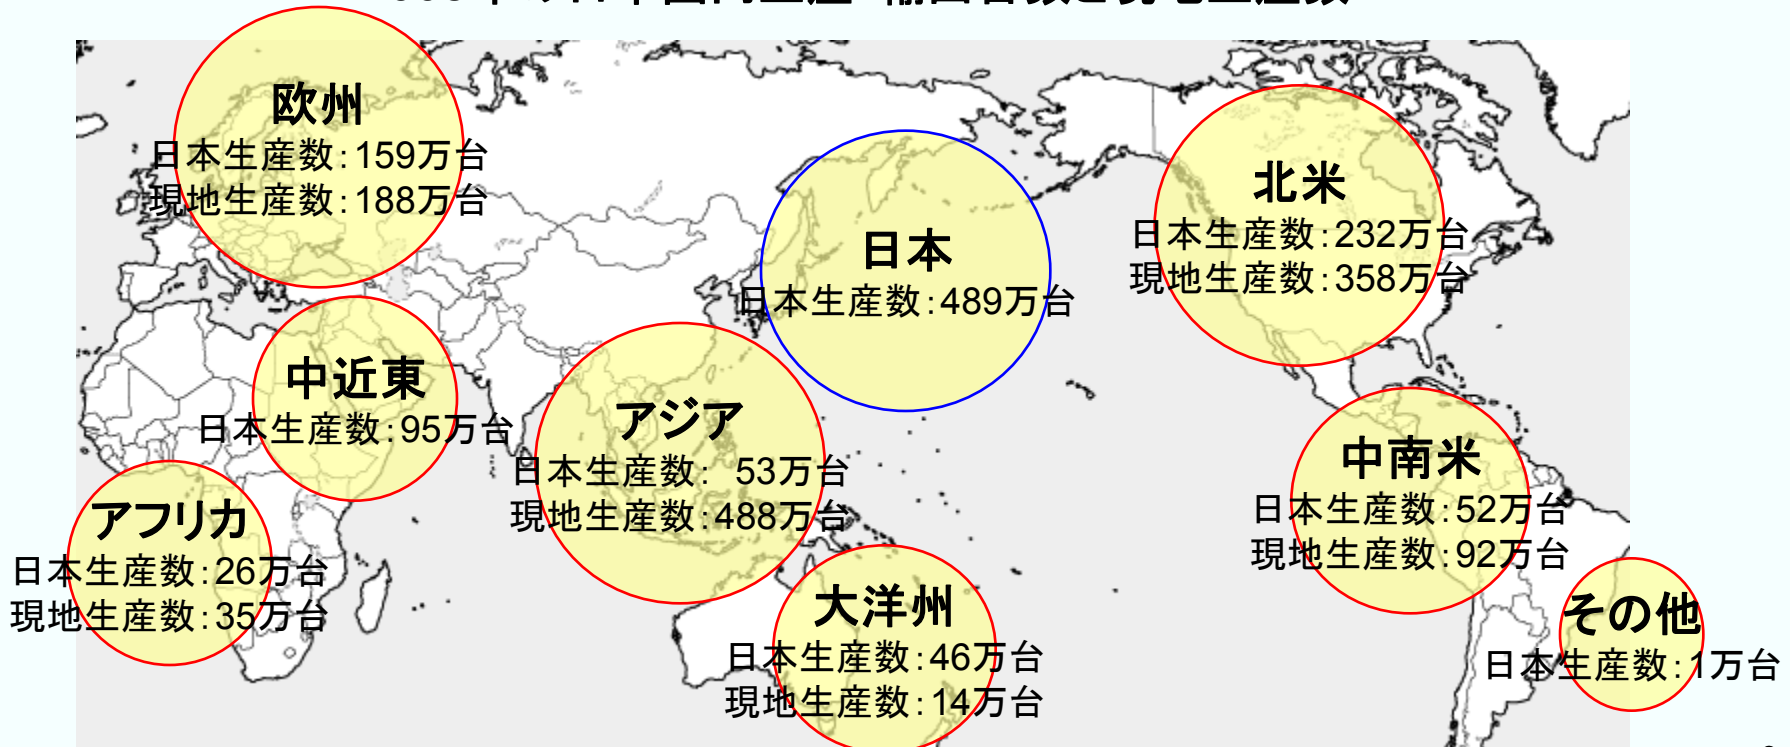 欧州
日本生産数:159万台
現地生産数:188万台
北米
日本生産数:232万台
現地生産数:358万台
日本
日本生産数:489万台
中近東
日本生産数:95万台
アジア
日本生産数: 53万台
現地生産数:488万台
中南米
日本生産数:52万台
現地生産数:92万台
アフリカ
日本生産数:26万台
現地生産数:35万台
大洋州
日本生産数:46万台
現地生産数:14万台
その他
日本生産数:1万台